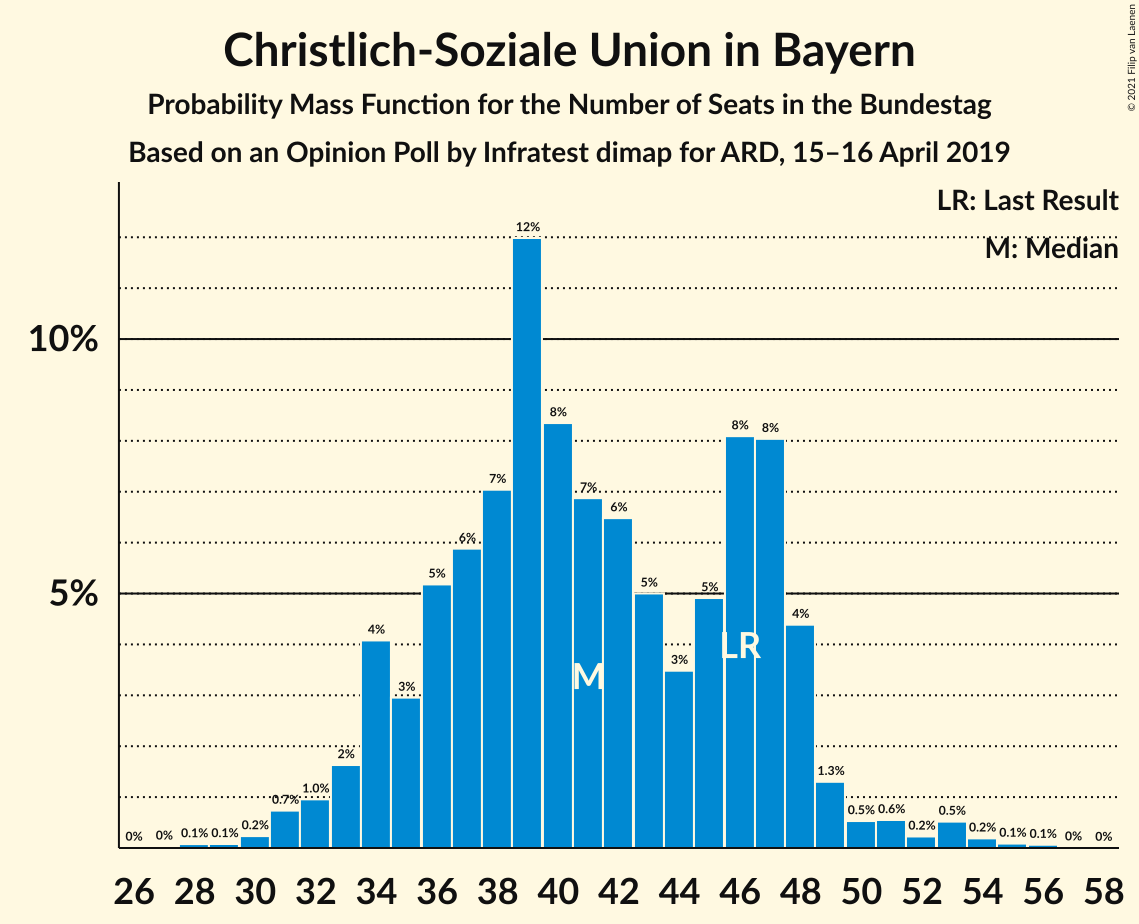 Christlich-Soziale Union in Bayern
Probability Mass Function for the Number of Seats in the Bundestag
Based on an Opinion Poll by Infratest dimap for ARD, 15–16 April 2019
© 2021 Filip van Laenen
LR: Last Result
M: Median
10%
5%
0% 0% 0.1% 0.1% 0.2% 0.7% 1.0% 2% 4% 3% 5% 6% 7% 12% 8% 7% 6% 5% 3% 5% 8% 8% 4% 1.3% 0.5% 0.6% 0.2% 0.5% 0.2% 0.1% 0.1% 0% 0%
LR
M
26 28 30 32 34 36 38 40 42 44 46 48 50 52 54 56 58